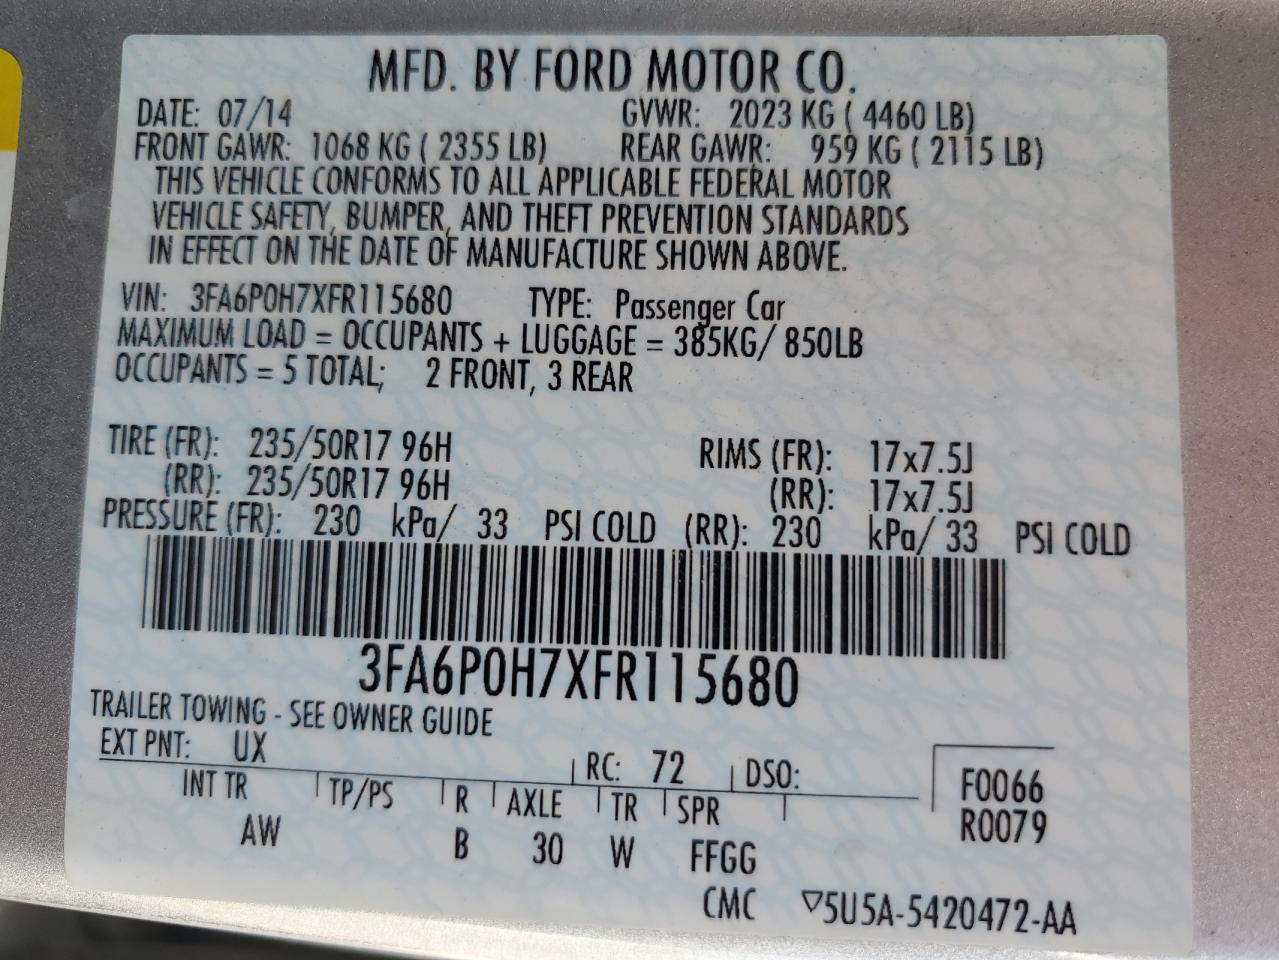 MFD. BY FORD MOTOR CO.
DATE: 07/14 GVWR: 2023 KG ( 4460 LB)
FRONT GAWR: 1068 KG ( 2355 LB) REAR GAWR: 959 KG ( 2115 LB)
THIS VEHICLE CONFORMS TO ALL APPLICABLE FEDERAL MOTOR
VEHICLE SAFETY, BUMPER, AND THEFT PREVENTION STANDARDS
IN EFFECT ON THE DATE OF MANUFACTURE SHOWN ABOVE.
VIN: 3FA6P0H7XFR115680 TYPE: Passenger Car
MAXIMUM LOAD = OCCUPANTS + LUGGAGE = 385KG/ 850LB
OCCUPANTS = 5 TOTAL; 2 FRONT, 3 REAR
TIRE (FR): 235/50R17 96H RIMS (FR): 17x7.5J
(RR): 235/50R17 96H (RR): 17x7.5J
PRESSURE (FR): 230 kPa/ 33 PSI COLD (RR): 230 kPa/ 33 PSI COLD
3FA6P0H7XFR115680
TRAILER TOWING - SEE OWNER GUIDE
EXT PNT: UX RC: 72 DSO:
INT TR TP/PS R AXLE TR SPR F0066
AW B 30 W FFGG R0079
CMC ▽5U5A-5420472-AA